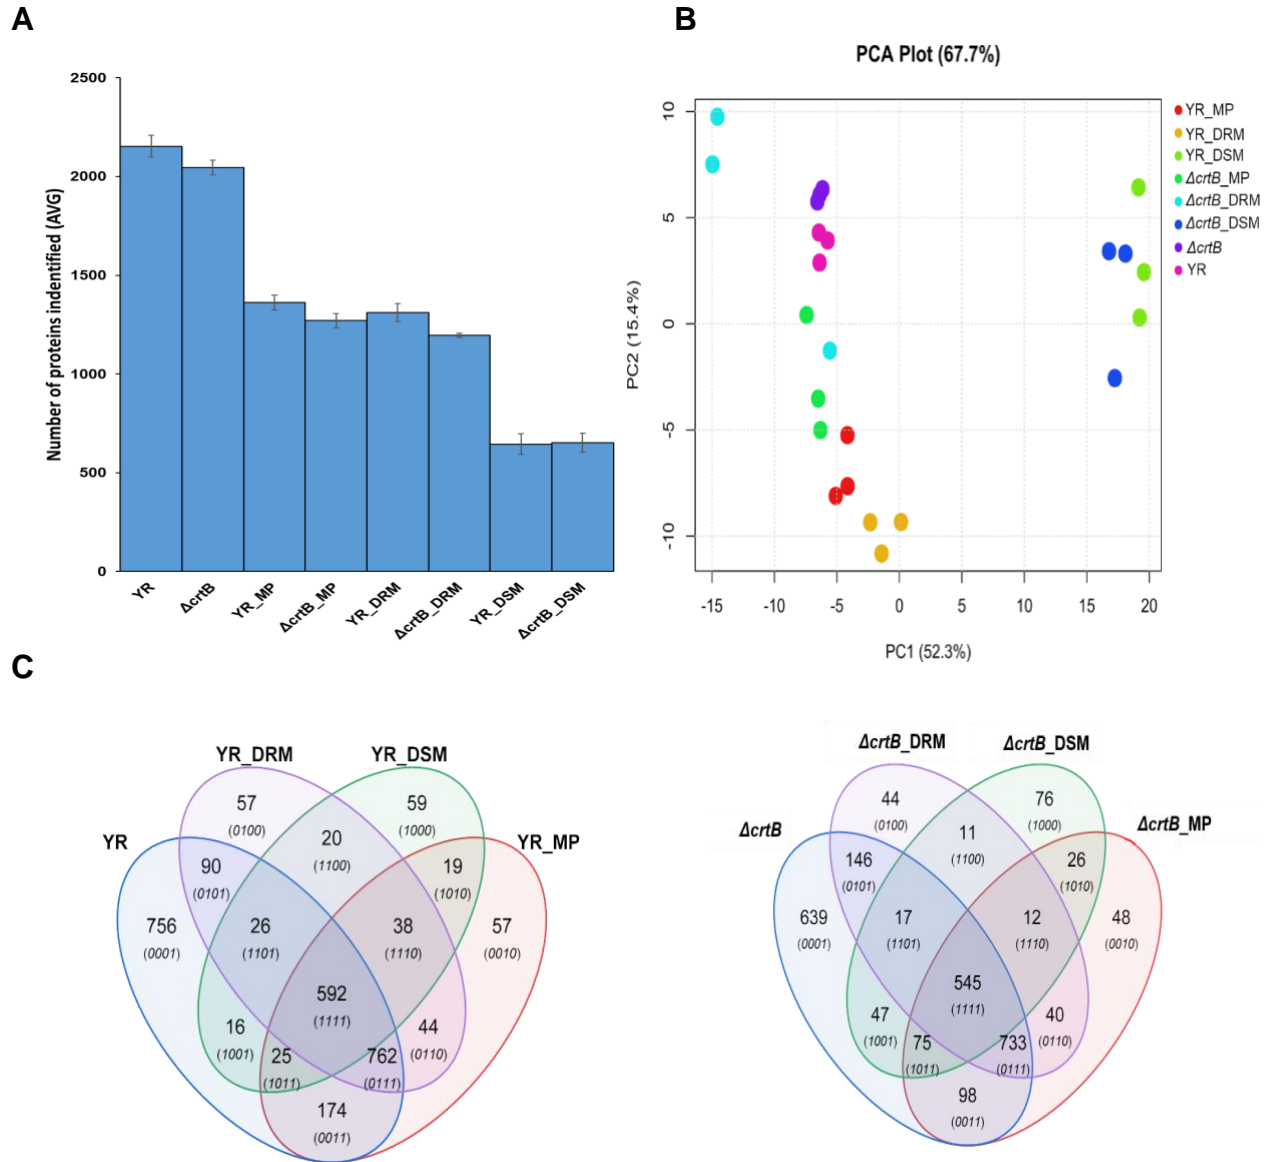 A
B
PCA Plot (67.7%)
Number of proteins indentified (AVG)
2500
2000
1500
1000
500
0
YR
ΔcrtB
YR_MP
ΔcrtB_MP
YR_DRM
ΔcrtB_DRM
YR_DSM
ΔcrtB_DSM
PC2 (15.4%)
10
5
0
-5
-10
-15 -10 -5 0 5 10 15 20
PC1 (52.3%)
YR_MP
YR_DRM
YR_DSM
ΔcrtB_MP
ΔcrtB_DRM
ΔcrtB_DSM
ΔcrtB
YR
C
YR_DRM YR_DSM
YR YR_MP
57
(0100)
59
(1000)
20
(1100)
90
(0101)
19
(1010)
756
(0001)
26
(1101)
38
(1110)
57
(0010)
592
(1111)
16
(1001)
44
(0110)
25
(1011)
762
(0111)
174
(0011)
ΔcrtB_DRM ΔcrtB_DSM
ΔcrtB ΔcrtB_MP
44
(0100)
76
(1000)
11
(1100)
146
(0101)
26
(1010)
639
(0001)
17
(1101)
12
(1110)
48
(0010)
545
(1111)
47
(1001)
40
(0110)
75
(1011)
733
(0111)
98
(0011)